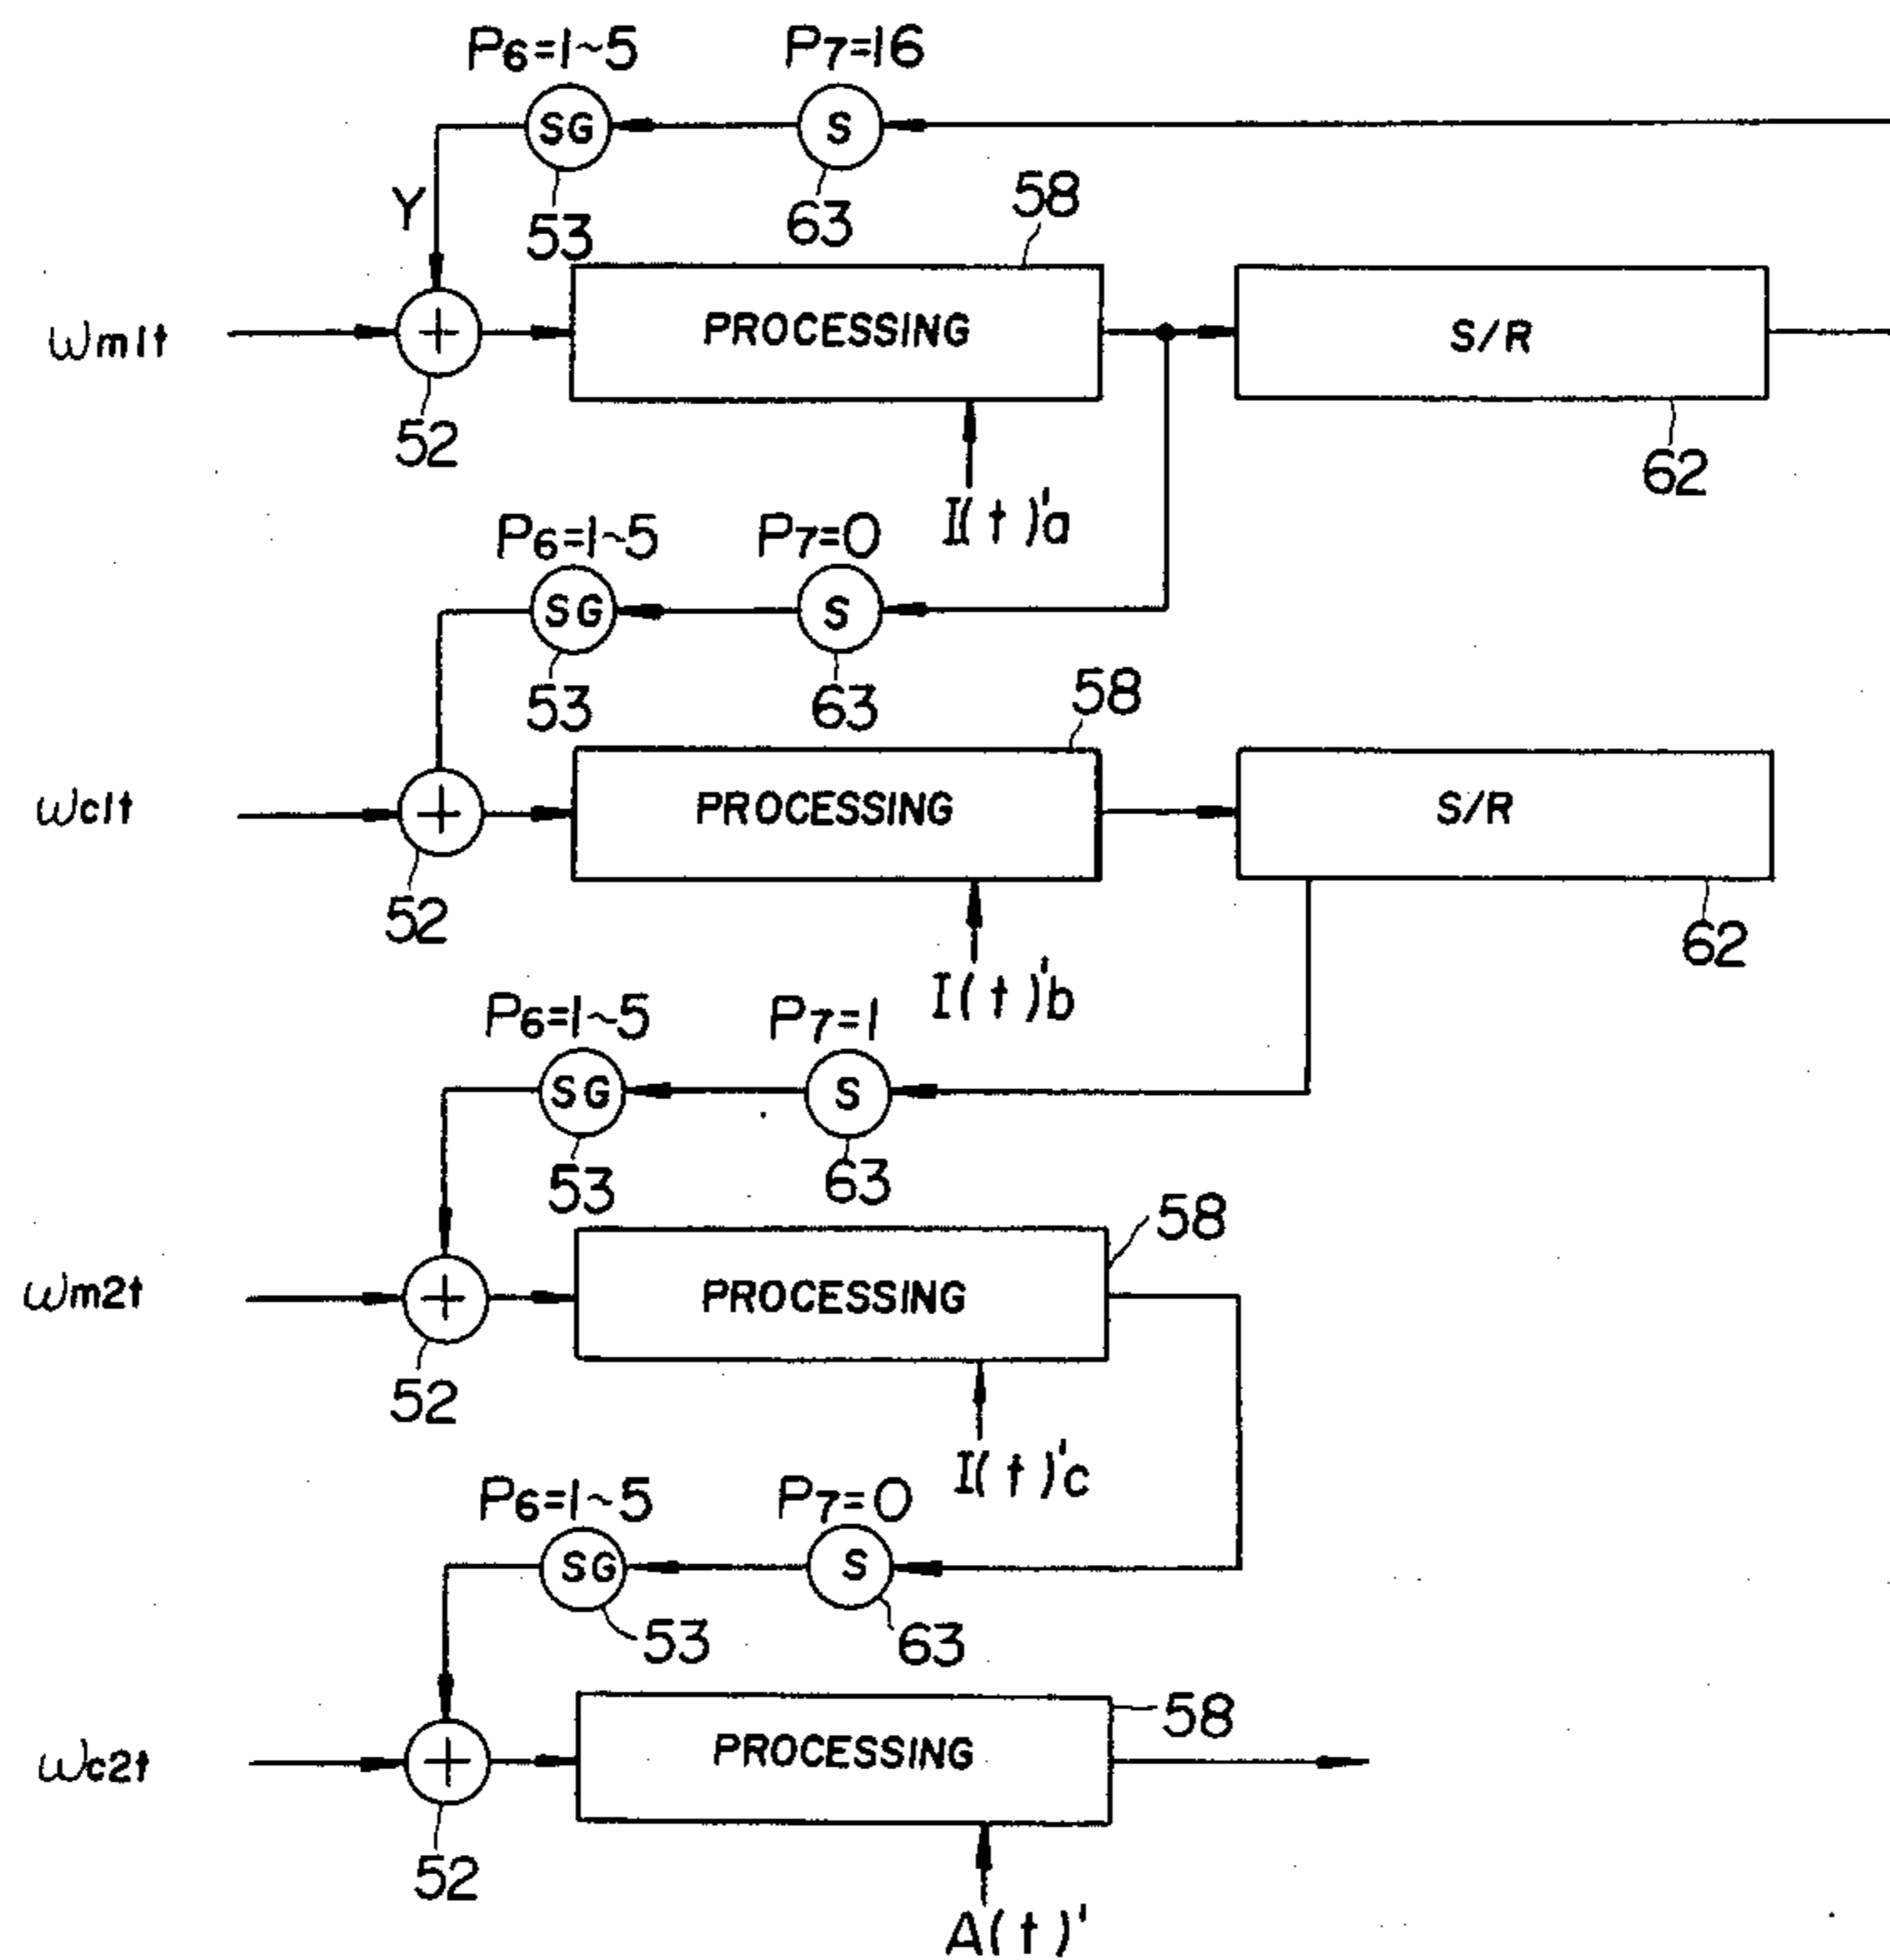 P6=1~5
P7=16
SG
S
Y
53
63
58
ωm1t
+
PROCESSING
S/R
52
62
I(t)'a
P6=1~5
P7=0
SG
S
53
63
58
ωc1t
+
PROCESSING
S/R
52
62
I(t)'b
P6=1~5
P7=1
SG
S
53
63
58
ωm2t
+
PROCESSING
52
I(t)'c
P6=1~5
P7=0
SG
S
53
63
58
ωc2t
+
PROCESSING
52
A(t)'